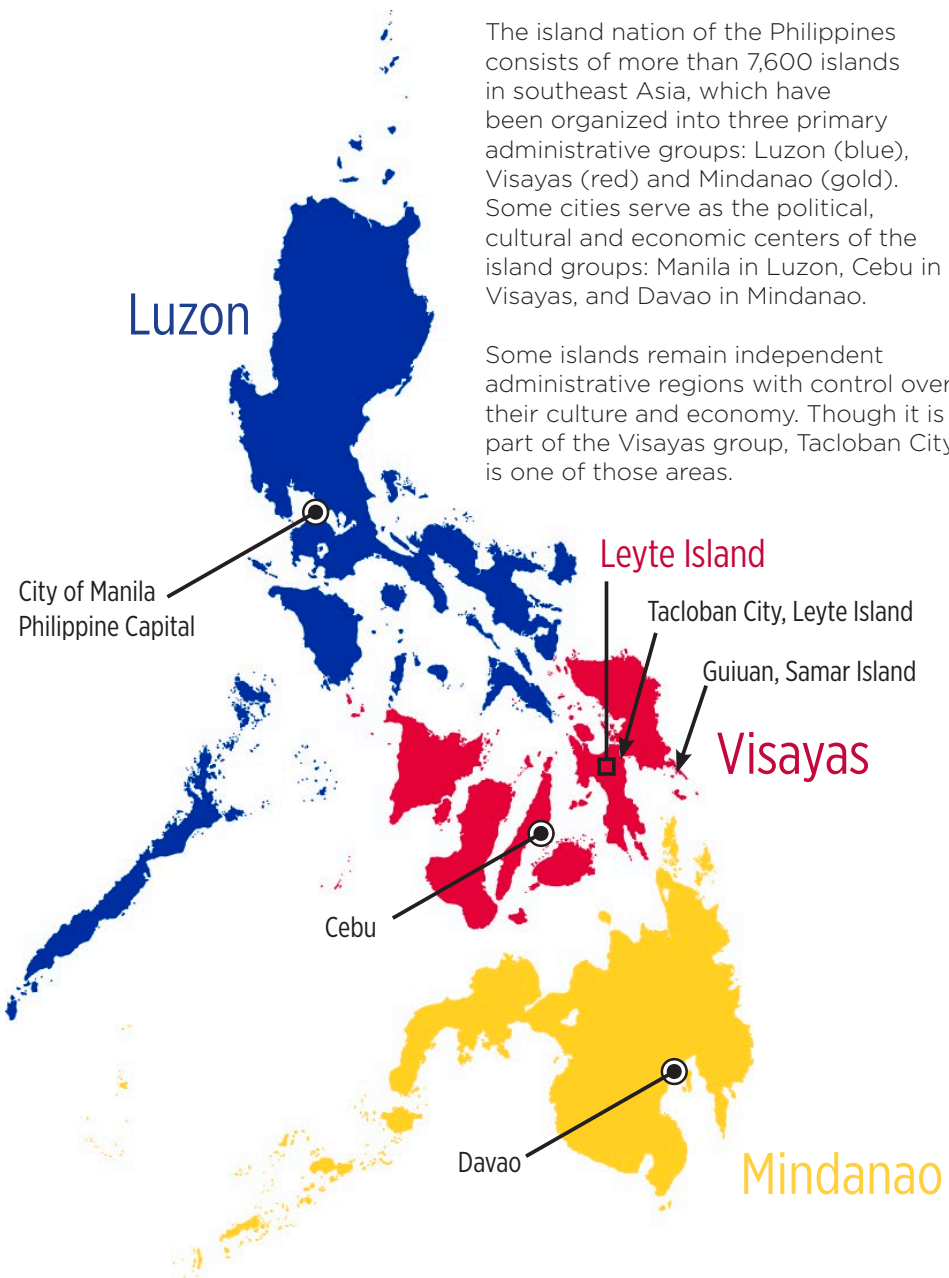 The island nation of the Philippines
consists of more than 7,600 islands
in southeast Asia, which have
been organized into three primary
administrative groups: Luzon (blue),
Visayas (red) and Mindanao (gold).
Some cities serve as the political,
cultural and economic centers of the
island groups: Manila in Luzon, Cebu in
Visayas, and Davao in Mindanao.
Some islands remain independent
administrative regions with control over
their culture and economy. Though it is
part of the Visayas group, Tacloban City
is one of those areas.
Luzon
City of Manila
Philippine Capital
Leyte Island
Tacloban City, Leyte Island
Guiuan, Samar Island
Visayas
Cebu
Davao
Mindanao